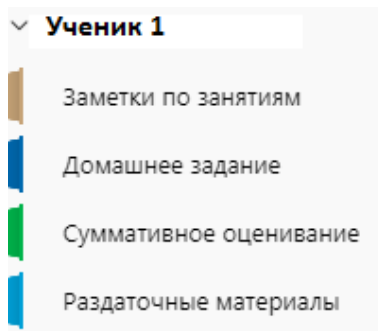 Ученик 1
Заметки по занятиям
Домашнее задание
Суммативное оценивание
Раздаточные материалы